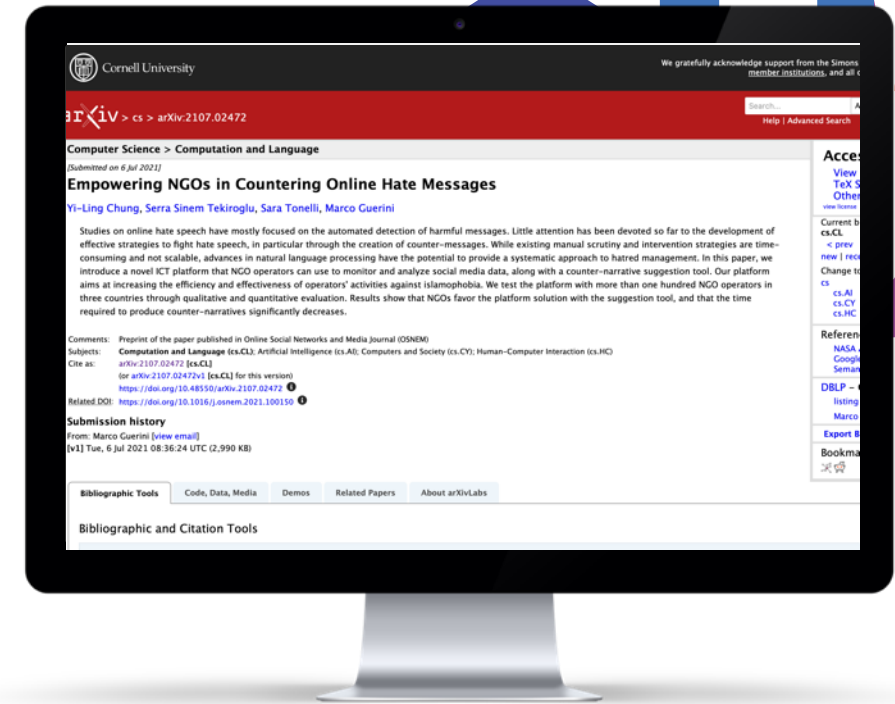 Cornell University
We gratefully acknowledge support from the Simons
member institutions, and all
arXiv > cs > arXiv:2107.02472
Search...
Help | Advanced Search
Computer Science > Computation and Language
[Submitted on 6 Jul 2021]
Empowering NGOs in Countering Online Hate Messages
Yi-Ling Chung, Serra Sinem Tekiroglu, Sara Tonelli, Marco Guerini
Studies on online hate speech have mostly focused on the automated detection of harmful messages. Little attention has been devoted so far to the development of
effective strategies to fight hate speech, in particular through the creation of counter-messages. While existing manual scrutiny and intervention strategies are time-
consuming and not scalable, advances in natural language processing have the potential to provide a systematic approach to hatred management. In this paper, we
introduce a novel ICT platform that NGO operators can use to monitor and analyze social media data, along with a counter-narrative suggestion tool. Our platform
aims at increasing the efficiency and effectiveness of operators' activities against islamophobia. We test the platform with more than one hundred NGO operators in
three countries through qualitative and quantitative evaluation. Results show that NGOs favor the platform solution with the suggestion tool, and that the time
required to produce counter-narratives significantly decreases.
Comments: Preprint of the paper published in Online Social Networks and Media Journal (OSNEM)
Subjects: Computation and Language (cs.CL); Artificial Intelligence (cs.AI); Computers and Society (cs.CY); Human-Computer Interaction (cs.HC)
Cite as: arXiv:2107.02472 [cs.CL]
(or arXiv:2107.02472v1 [cs.CL] for this version)
https://doi.org/10.48550/arXiv.2107.02472
Related DOI: https://doi.org/10.1016/j.osnem.2021.100150
Submission history
From: Marco Guerini [view email]
[v1] Tue, 6 Jul 2021 08:36:24 UTC (2,990 KB)
Bibliographic Tools Code, Data, Media Demos Related Papers About arXivLabs
Bibliographic and Citation Tools
Acce
View
TeX S
Other
view license
Current b
cs.CL
< prev
new | rece
Change to
cs
cs.AI
cs.CY
cs.HC
Referen
NASA
Google
Seman
DBLP –
listing
Marco
Export B
Bookma